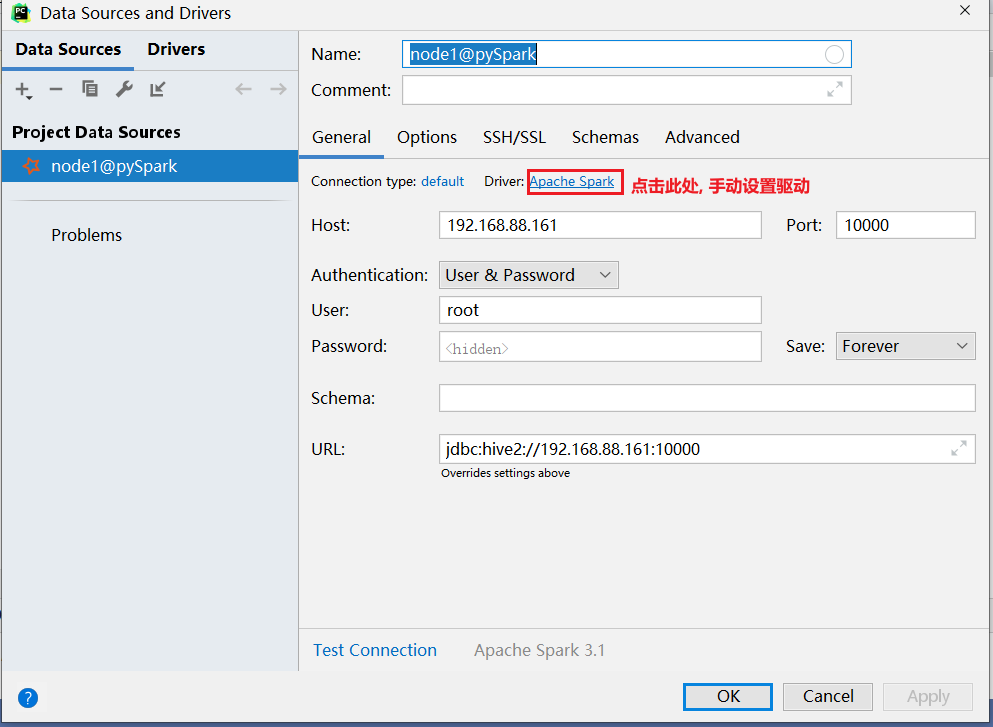 PC Data Sources and Drivers
Data Sources Drivers
Project Data Sources
node1@pySpark
Problems
Name: node1@pySpark
Comment:
General Options SSH/SSL Schemas Advanced
Connection type: default Driver: Apache Spark 点击此处, 手动设置驱动
Host: 192.168.88.161 Port: 10000
Authentication: User & Password
User: root
Password: <hidden> Save: Forever
Schema:
URL: jdbc:hive2://192.168.88.161:10000
Overrides settings above
Test Connection Apache Spark 3.1
? OK Cancel Apply